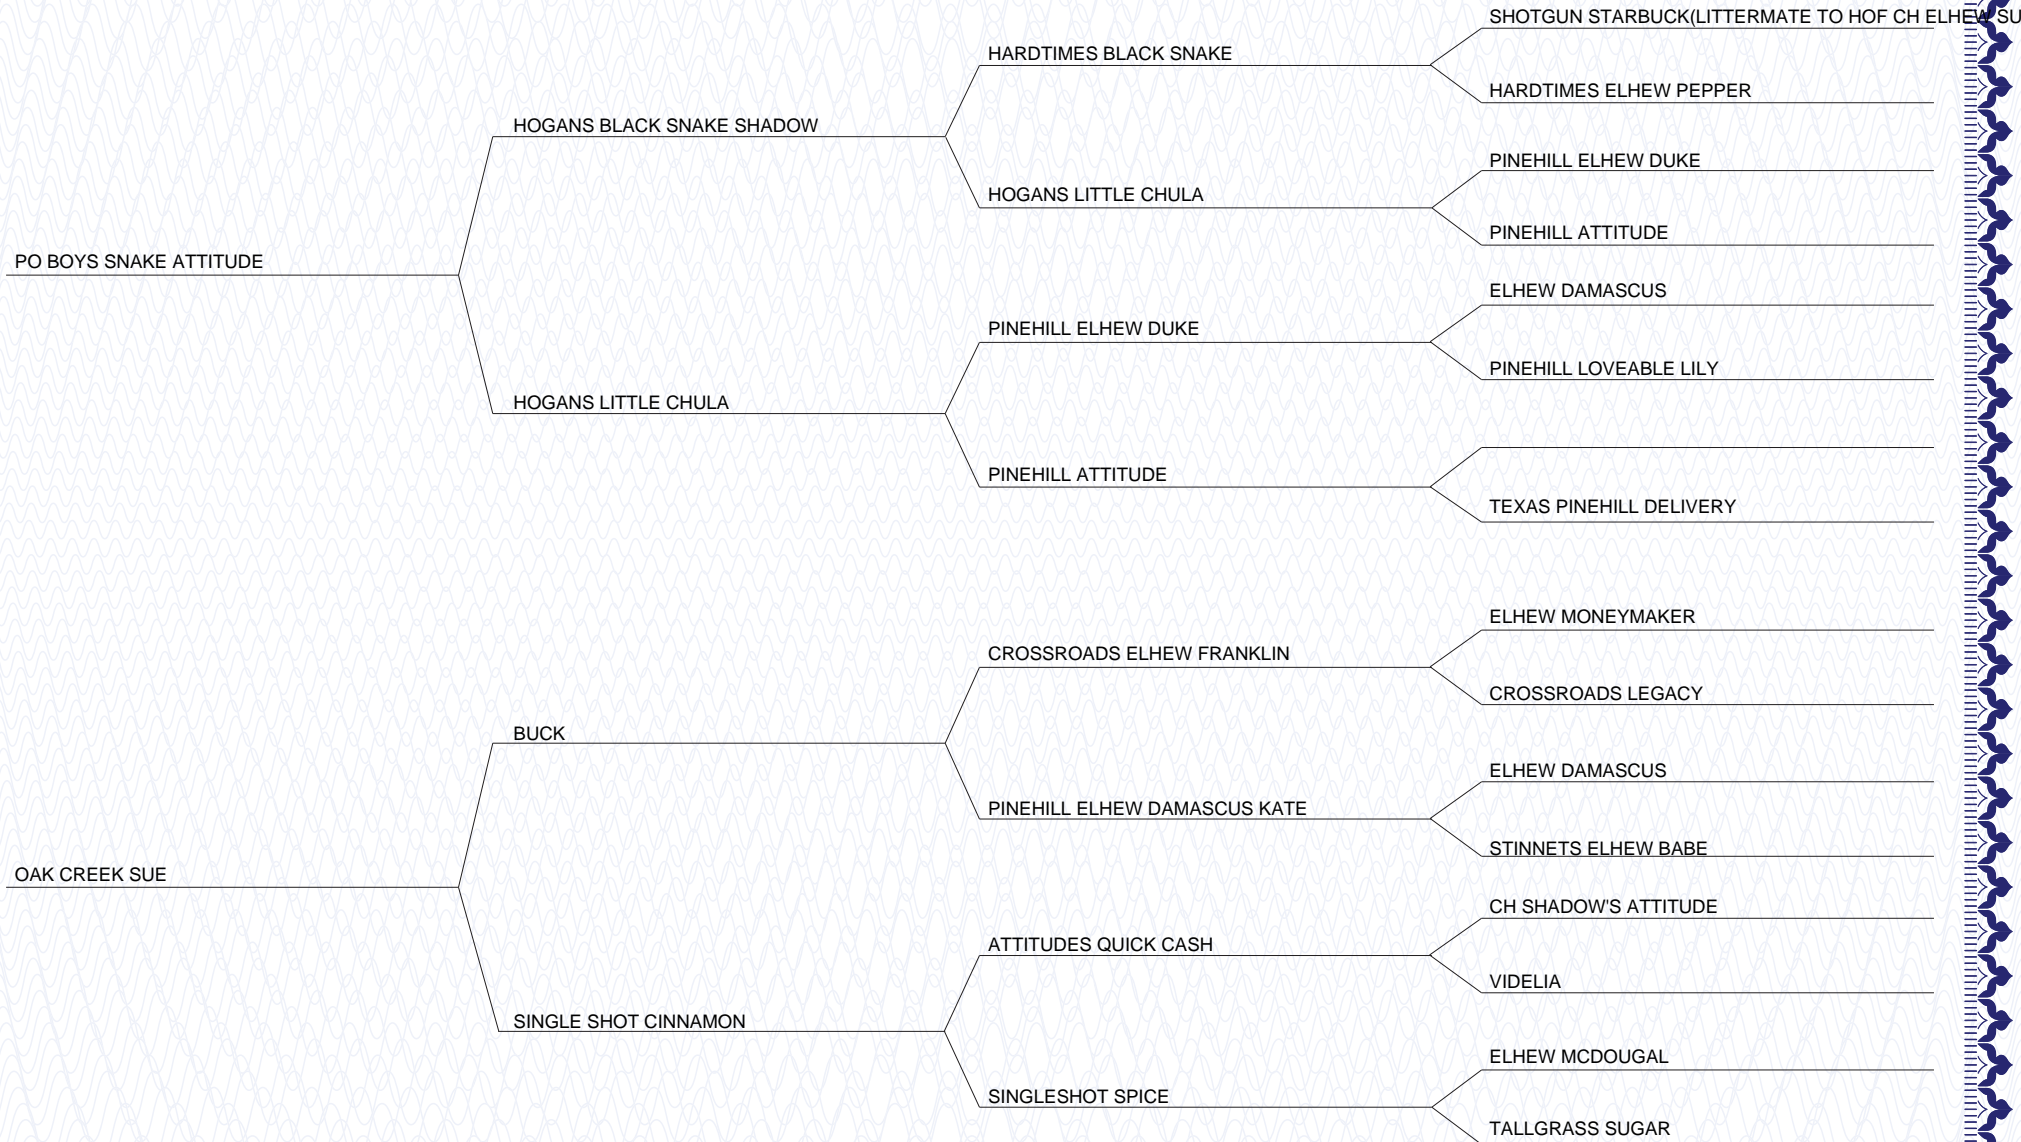 SHOTGUN STARBUCK(LITTERMATE TO HOF CH ELHEW SU
HARDTIMES BLACK SNAKE
HARDTIMES ELHEW PEPPER
HOGANS BLACK SNAKE SHADOW
PINEHILL ELHEW DUKE
HOGANS LITTLE CHULA
PINEHILL ATTITUDE
PO BOYS SNAKE ATTITUDE
ELHEW DAMASCUS
PINEHILL ELHEW DUKE
PINEHILL LOVEABLE LILY
HOGANS LITTLE CHULA
PINEHILL ATTITUDE
TEXAS PINEHILL DELIVERY
ELHEW MONEYMAKER
CROSSROADS ELHEW FRANKLIN
CROSSROADS LEGACY
BUCK
ELHEW DAMASCUS
PINEHILL ELHEW DAMASCUS KATE
STINNETS ELHEW BABE
OAK CREEK SUE
CH SHADOW'S ATTITUDE
ATTITUDES QUICK CASH
VIDELIA
SINGLE SHOT CINNAMON
ELHEW MCDOUGAL
SINGLESHOT SPICE
TALLGRASS SUGAR